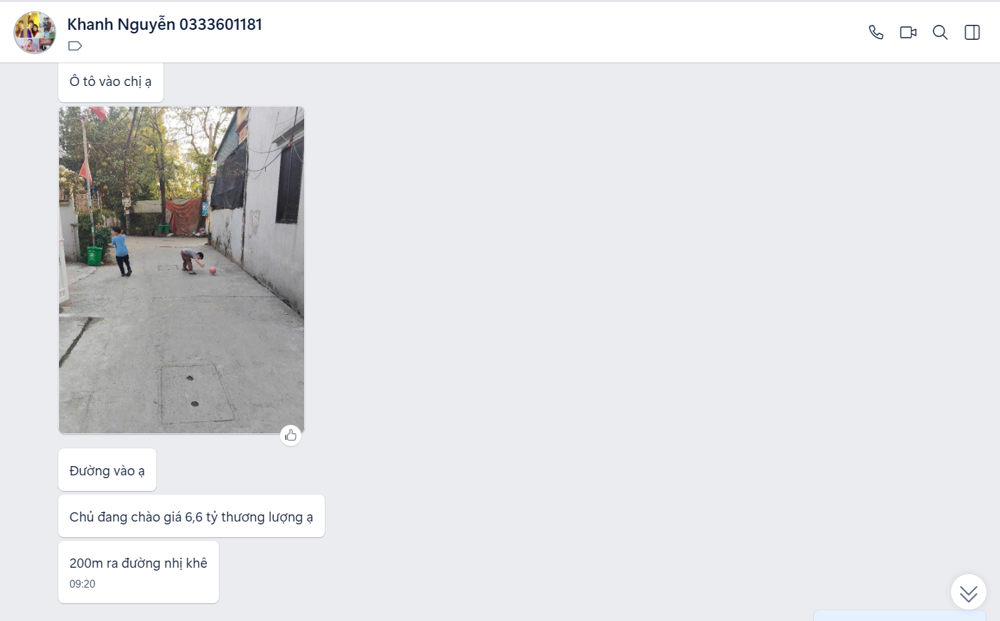 Khanh Nguyễn 0333601181
Ô tô vào chị ạ
Đường vào ạ
Chủ đang chào giá 6,6 tỷ thương lượng ạ
200m ra đường nhị khê
09:20